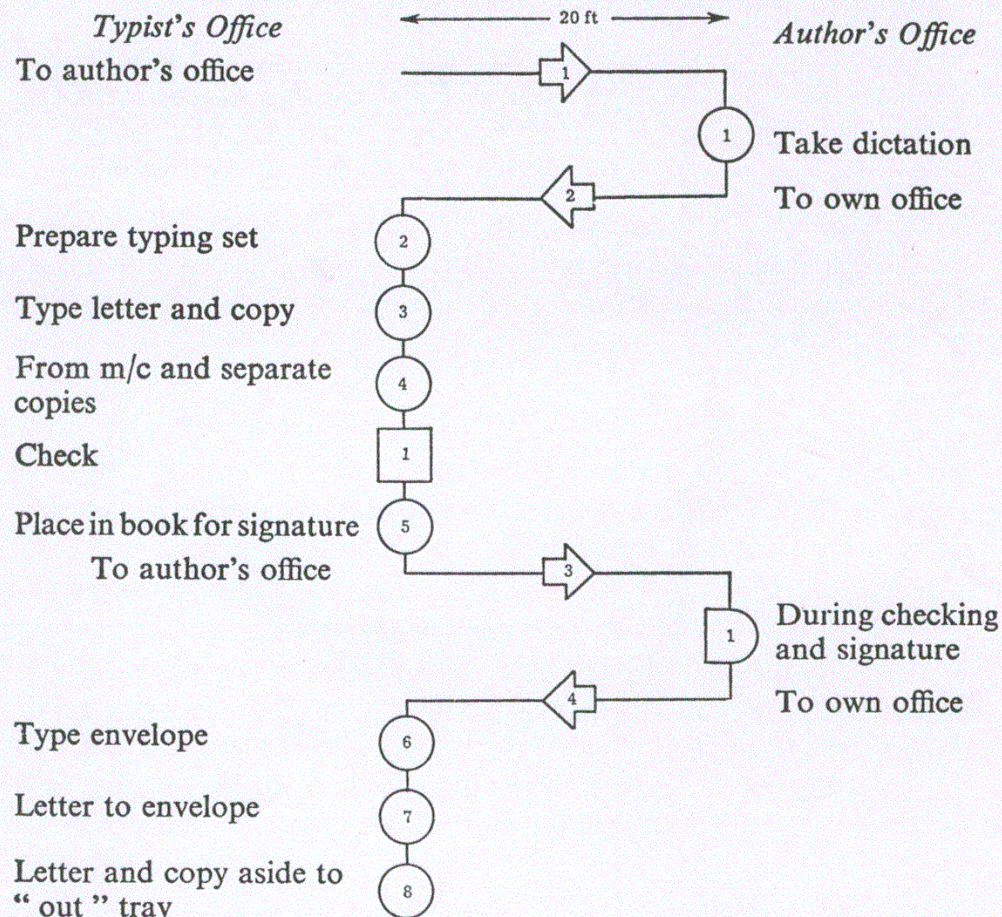 Typist's Office
20 ft
Author's Office
To author's office
1
1
Take dictation
2
To own office
Prepare typing set
2
Type letter and copy
3
From m/c and separate
copies
4
Check
1
Place in book for signature
5
To author's office
3
1
During checking
and signature
4
To own office
Type envelope
6
Letter to envelope
7
Letter and copy aside to
“ out ” tray
8